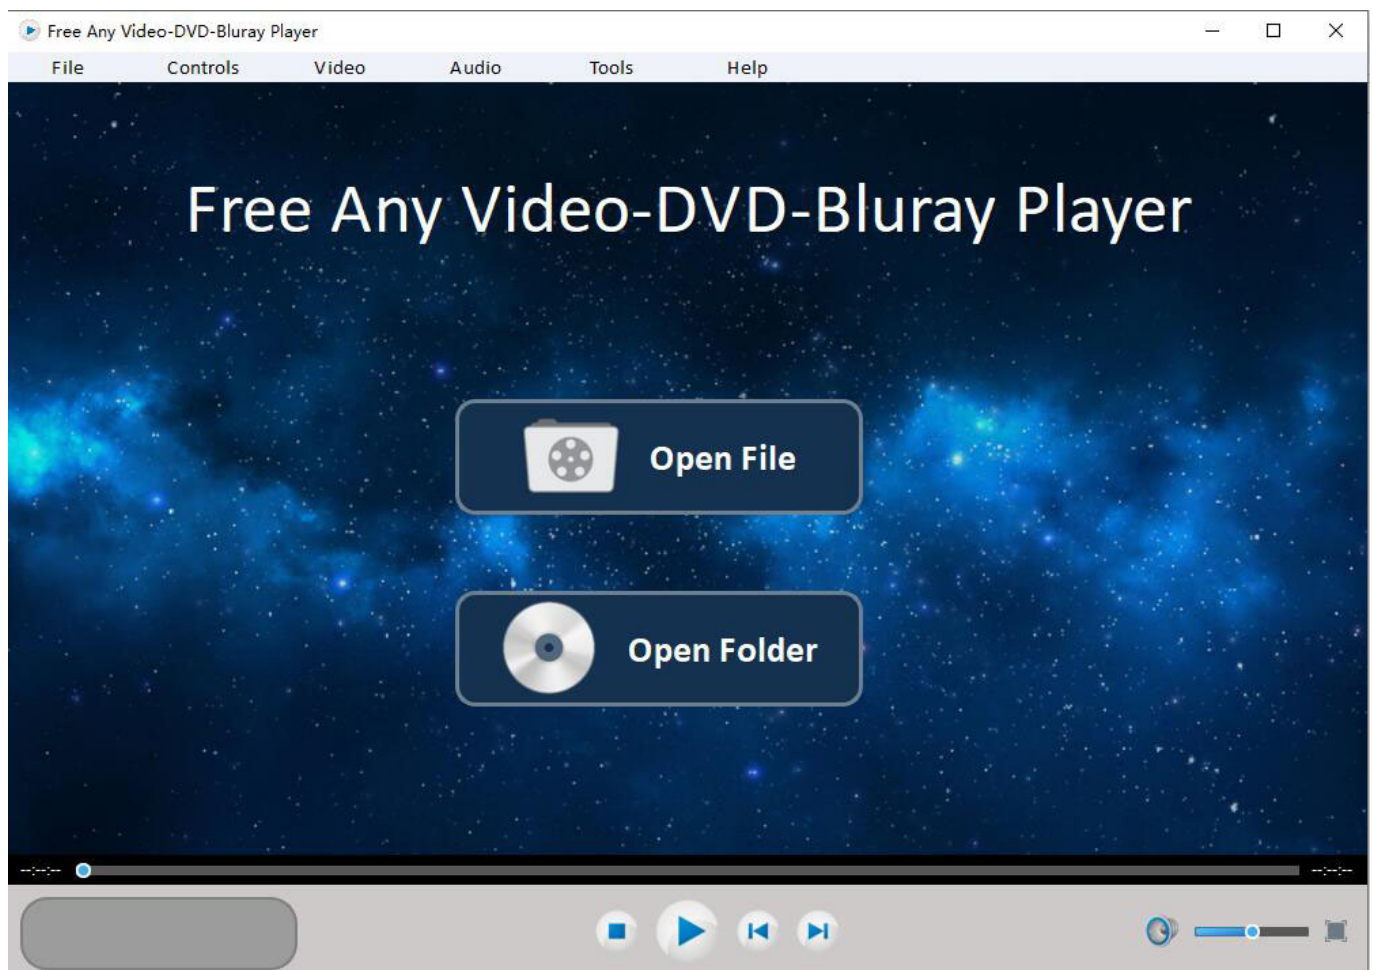 Free Any Video-DVD-Bluray Player
File Controls Video Audio Tools Help
Free Any Video-DVD-Bluray Player
Open File
Open Folder
--:--:-- --:--:--